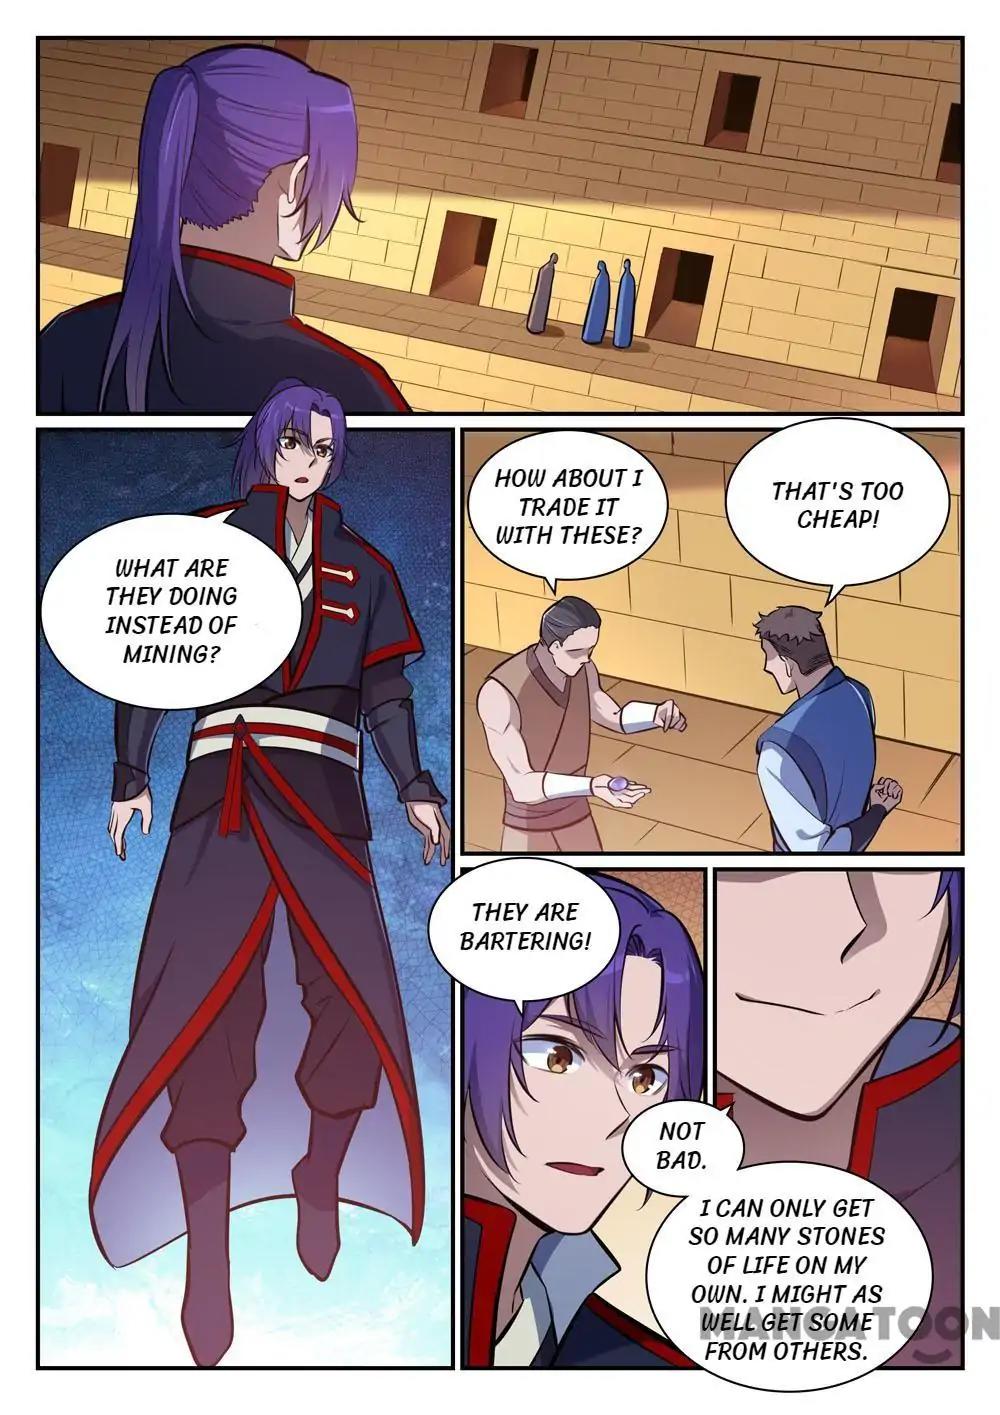 WHAT ARE
THEY DOING
INSTEAD OF
MINING?
HOW ABOUT I
TRADE IT
WITH THESE?
THAT'S TOO
CHEAP!
THEY ARE
BARTERING!
NOT
BAD.
I CAN ONLY GET
SO MANY STONES
OF LIFE ON MY
OWN. I MIGHT AS
WELL GET SOME
FROM OTHERS.
MANGATOON